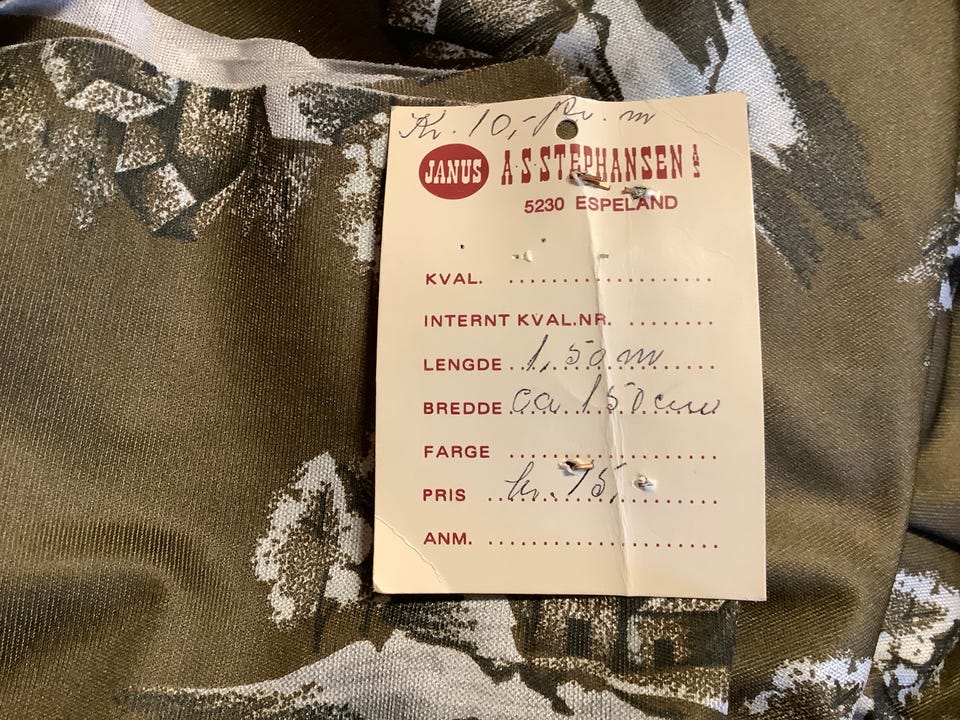 Kr. 10,- pr. m
JANUS A·S·STEPHANSEN A/S
5230 ESPELAND
KVAL. ........................
INTERNT KVAL.NR. ........
LENGDE 1,50 m
BREDDE ca 150 cm
FARGE ........................
PRIS kr. 15,
ANM. ........................